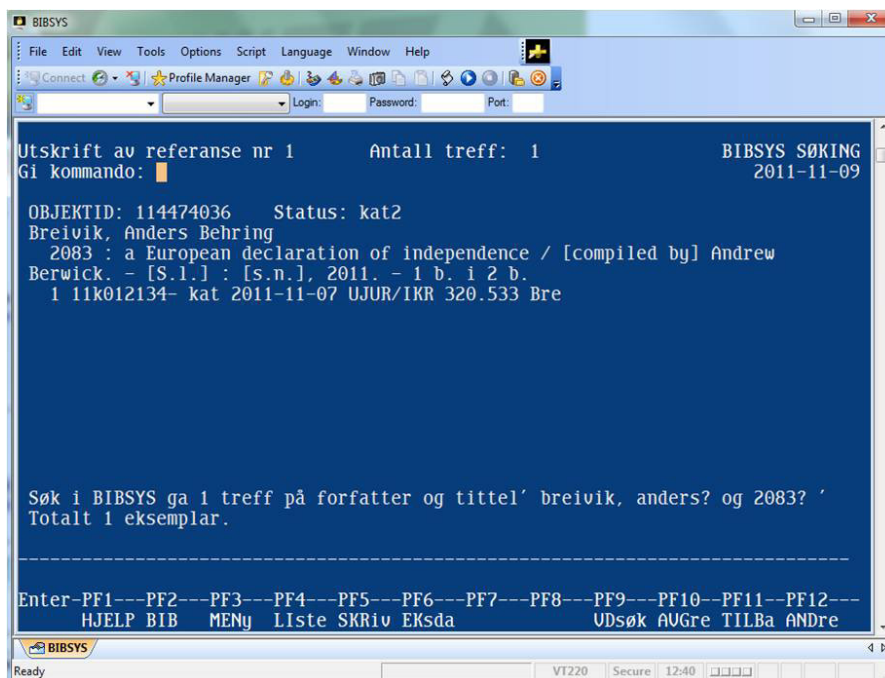 BIBSYS
File Edit View Tools Options Script Language Window Help
Connect Profile Manager
Login: Password: Port:
Utskrift av referanse nr 1 Antall treff: 1 BIBSYS SØKING
Gi kommando: 2011-11-09
OBJEKTID: 114474036 Status: kat2
Breivik, Anders Behring
2083 : a European declaration of independence / [compiled by] Andrew
Berwick. - [S.l.] : [s.n.], 2011. - 1 b. i 2 b.
1 11k012134- kat 2011-11-07 UJUR/IKR 320.533 Bre
Søk i BIBSYS ga 1 treff på forfatter og tittel´ breivik, anders? og 2083? ´
Totalt 1 eksemplar.
Enter-PF1---PF2---PF3---PF4---PF5---PF6---PF7---PF8---PF9---PF10--PF11--PF12---
HJELP BIB MENy LIste SKRiv EKsda VDsøk AVGre TILBa ANDre
BIBSYS
Ready VT220 Secure 12:40